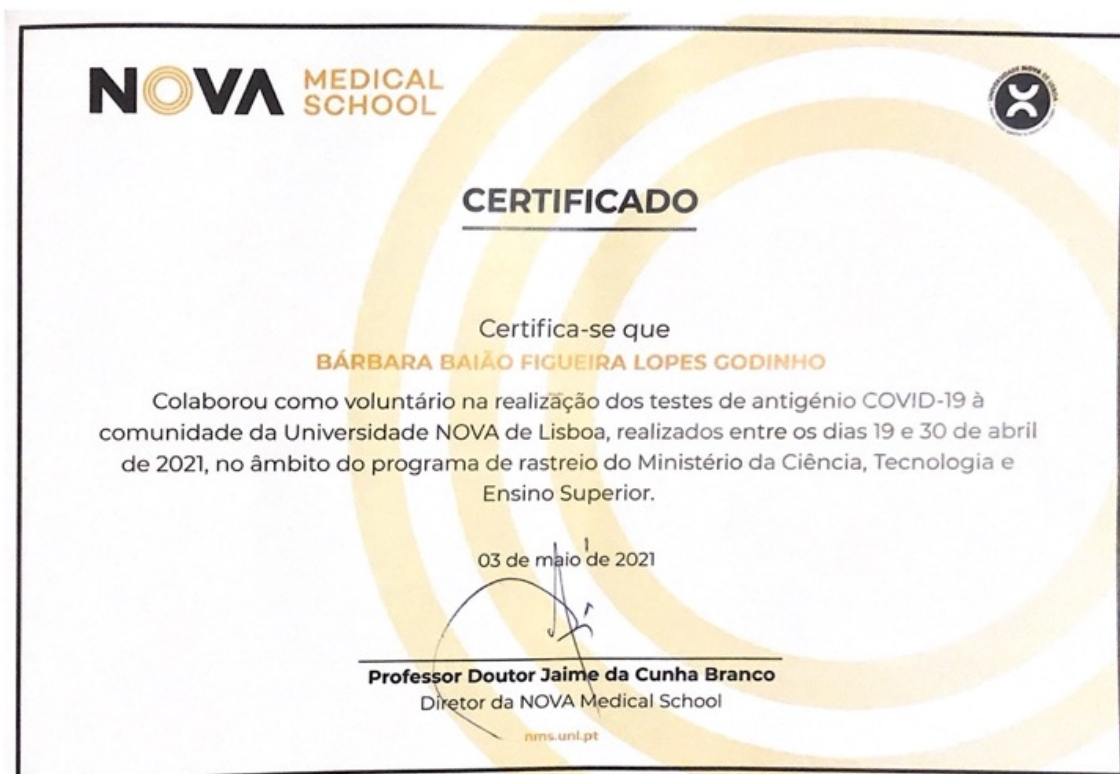 NOVA MEDICAL SCHOOL
CERTIFICADO
Certifica-se que
BÁRBARA BAIÃO FIGUEIRA LOPES GODINHO
Colaborou como voluntário na realização dos testes de antigénio COVID-19 à
comunidade da Universidade NOVA de Lisboa, realizados entre os dias 19 e 30 de abril
de 2021, no âmbito do programa de rastreio do Ministério da Ciência, Tecnologia e
Ensino Superior.
03 de maio de 2021
Professor Doutor Jaime da Cunha Branco
Diretor da NOVA Medical School
nms.unl.pt